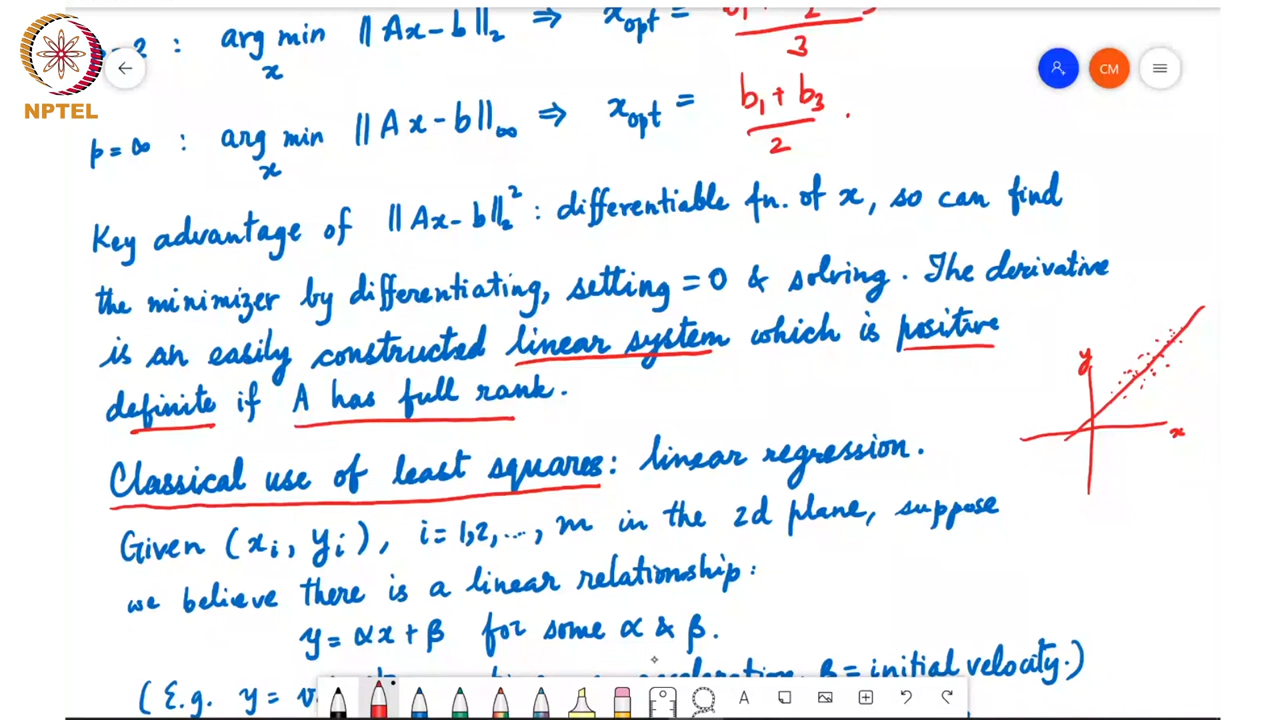 p=2 : arg min x ||Ax-b||₂ ⇒ x_opt = 3
p=∞ : arg min x ||Ax-b||_∞ ⇒ x_opt = b₁ + b₃ / 2 .
NPTEL
CM
Key advantage of ||Ax-b||₂² : differentiable fn. of x, so can find
the minimizer by differentiating, setting =0 & solving. The derivative
is an easily constructed linear system which is positive
definite if A has full rank.
y
x
Classical use of least squares: linear regression.
Given (xᵢ, yᵢ), i=1,2,..., m in the 2d plane, suppose
we believe there is a linear relationship:
y = αx + β for some α & β.
(E.g. y = acceleration, β = initial velocity.)
A